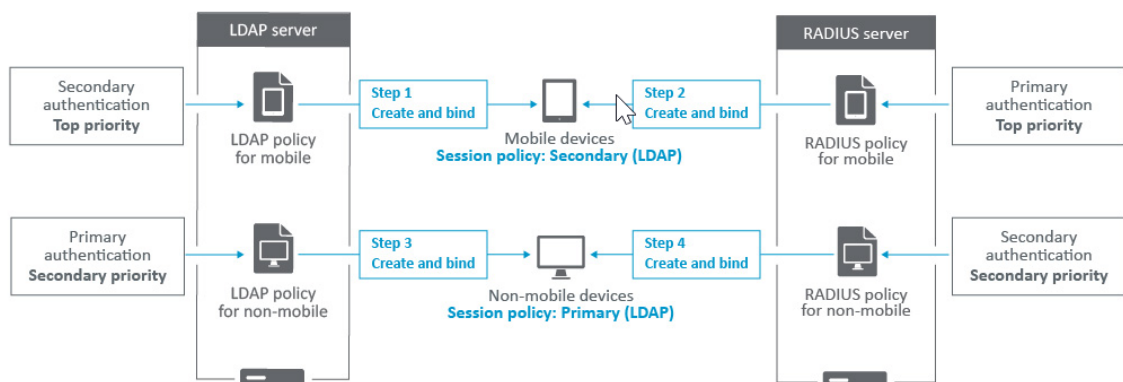 LDAP server
RADIUS server
Secondary
authentication
Top priority
LDAP policy
for mobile
Step 1
Create and bind
Mobile devices
Session policy: Secondary (LDAP)
Step 2
Create and bind
RADIUS policy
for mobile
Primary
authentication
Top priority
Primary
authentication
Secondary priority
LDAP policy
for non-mobile
Step 3
Create and bind
Non-mobile devices
Session policy: Primary (LDAP)
Step 4
Create and bind
RADIUS policy
for non-mobile
Secondary
authentication
Secondary priority